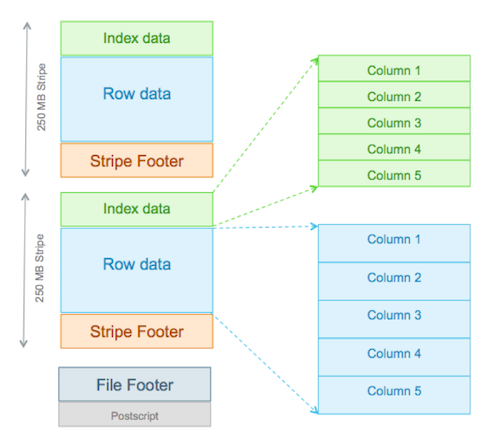 250 MB Stripe
Index data
Row data
Stripe Footer
250 MB Stripe
Index data
Row data
Stripe Footer
File Footer
Postscript
Column 1
Column 2
Column 3
Column 4
Column 5
Column 1
Column 2
Column 3
Column 4
Column 5